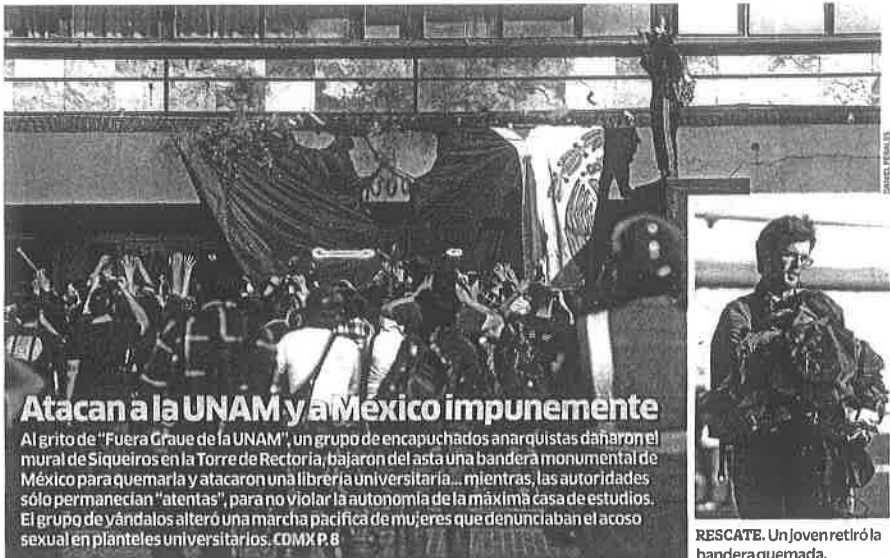 DANIEL PERALES
Atacan a la UNAM y a México impunemente
Al grito de "Fuera Graue de la UNAM", un grupo de encapuchados anarquistas dañaron el
mural de Siqueiros en la Torre de Rectoria, bajaron del asta una bandera monumental de
México para quemarla y atacaron una librería universitaria... mientras, las autoridades
sólo permanecían "atentas", para no violar la autonomía de la máxima casa de estudios.
El grupo de vándalos alteró una marcha pacífica de mujeres que denunciaban el acoso
sexual en planteles universitarios. CDMX P. 8
RESCATE. Un joven retiró la
bandera quemada.